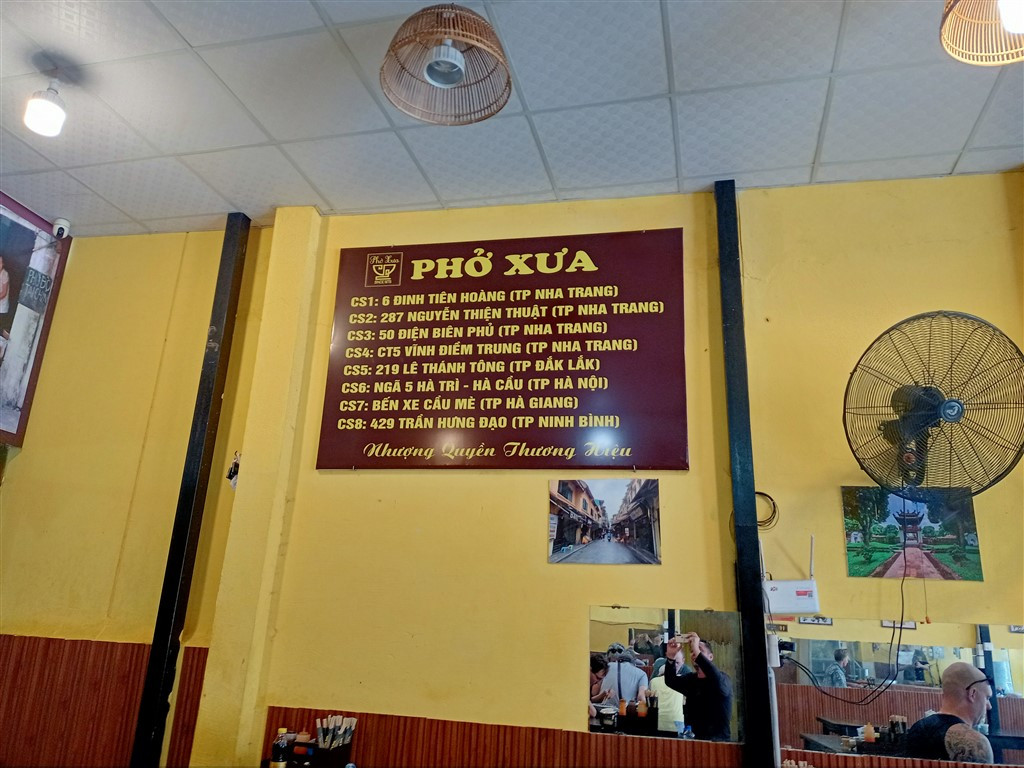 Phở Xưa
PHỞ XƯA
CS1: 6 ĐINH TIÊN HOÀNG (TP NHA TRANG)
CS2: 287 NGUYỄN THIỆN THUẬT (TP NHA TRANG)
CS3: 50 ĐIỆN BIÊN PHỦ (TP NHA TRANG)
CS4: CT5 VĨNH ĐIỀM TRUNG (TP NHA TRANG)
CS5: 219 LÊ THÁNH TÔNG (TP ĐẮK LẮK)
CS6: NGÃ 5 HÀ TRÌ - HÀ CẦU (TP HÀ NỘI)
CS7: BẾN XE CẦU MÈ (TP HÀ GIANG)
CS8: 429 TRẦN HƯNG ĐẠO (TP NINH BÌNH)
Nhượng Quyền Thương Hiệu